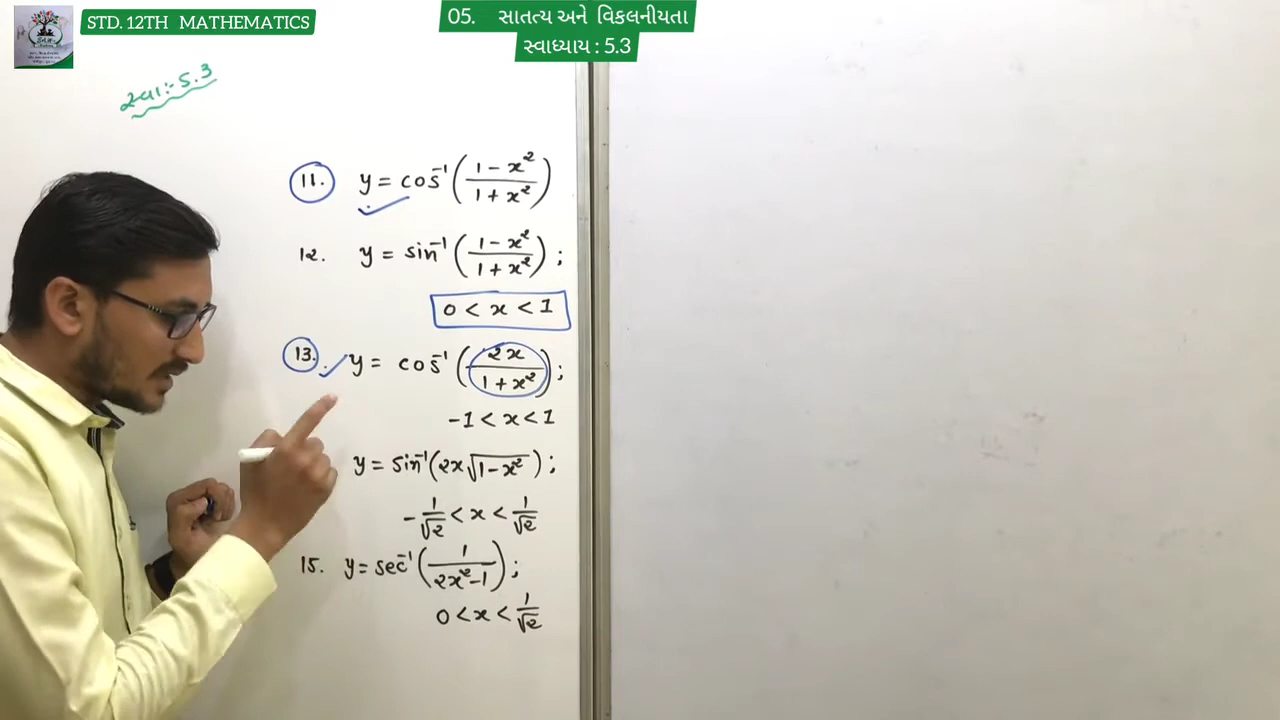 STD. 12TH MATHEMATICS
05. સાતત્ય અને વિકલનીયતા
સ્વાધ્યાય : 5.3
સ્વા :- 5.3
11. y = cos⁻¹ ((1 - x²)/(1 + x²))
12. y = sin⁻¹ ((1 - x²)/(1 + x²)) ;
0 < x < 1
13. y = cos⁻¹ (2x/(1 + x²)) ;
-1 < x < 1
y = sin⁻¹ (2x√(1 - x²)) ;
-1/√2 < x < 1/√2
15. y = sec⁻¹ (1/(2x² - 1)) ;
0 < x < 1/√2